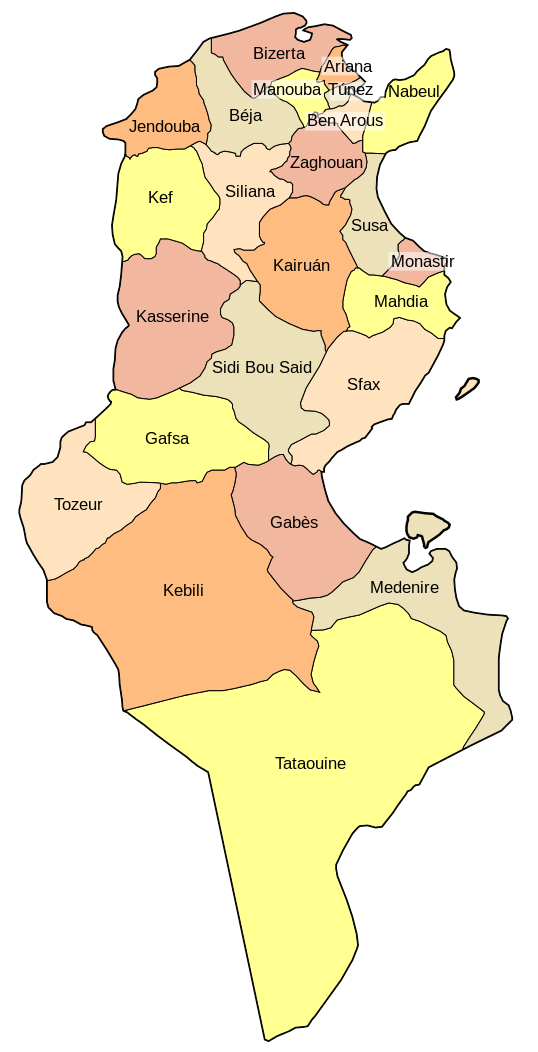 Bizerta
Ariana
Manouba
Túnez
Nabeul
Béja
Ben Arous
Jendouba
Zaghouan
Siliana
Kef
Susa
Monastir
Kairuán
Mahdia
Kasserine
Sidi Bou Said
Sfax
Gafsa
Tozeur
Gabès
Kebili
Medenire
Tataouine